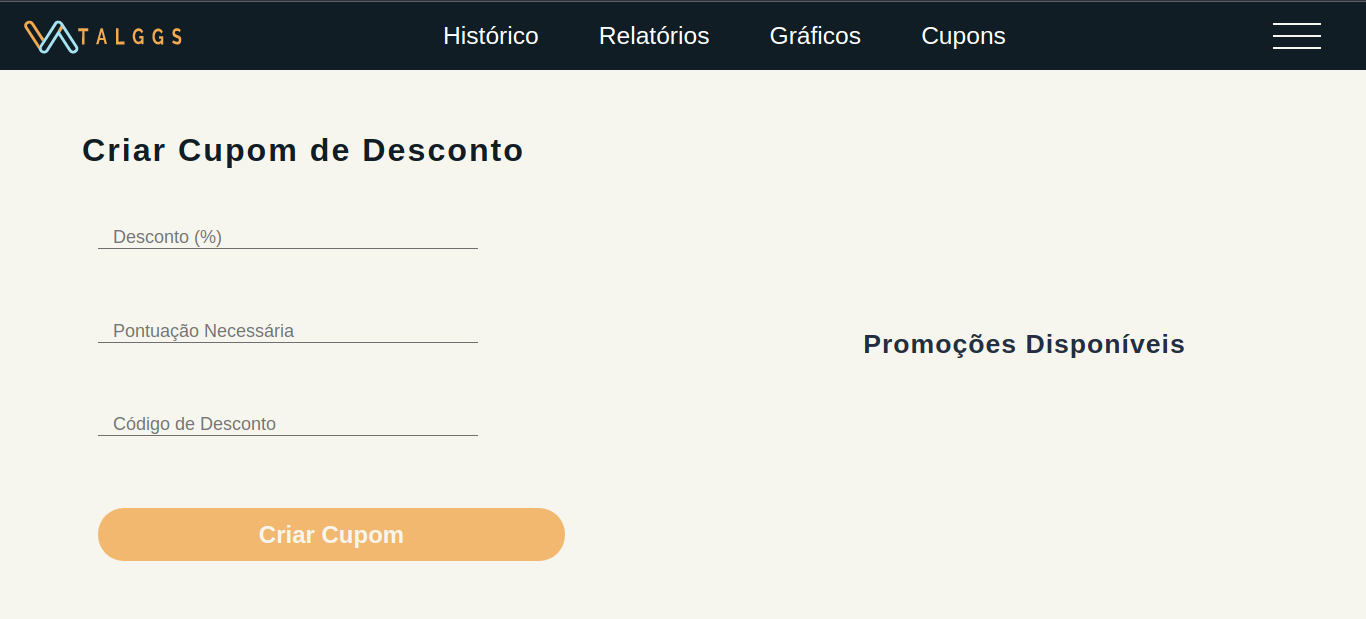 TALGGS
Histórico
Relatórios
Gráficos
Cupons
Criar Cupom de Desconto
Desconto (%)
Pontuação Necessária
Código de Desconto
Criar Cupom
Promoções Disponíveis